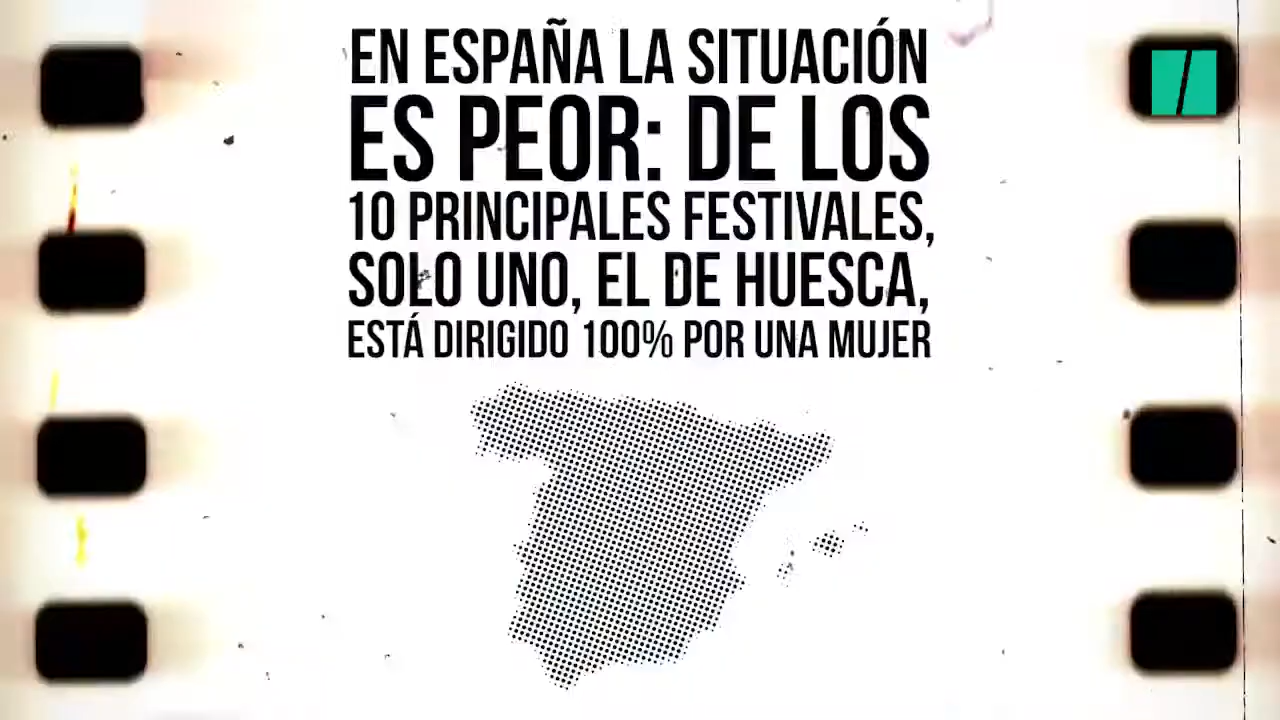 EN ESPAÑA LA SITUACIÓN
ES PEOR: DE LOS
10 PRINCIPALES FESTIVALES,
SOLO UNO, EL DE HUESCA,
ESTÁ DIRIGIDO 100% POR UNA MUJER